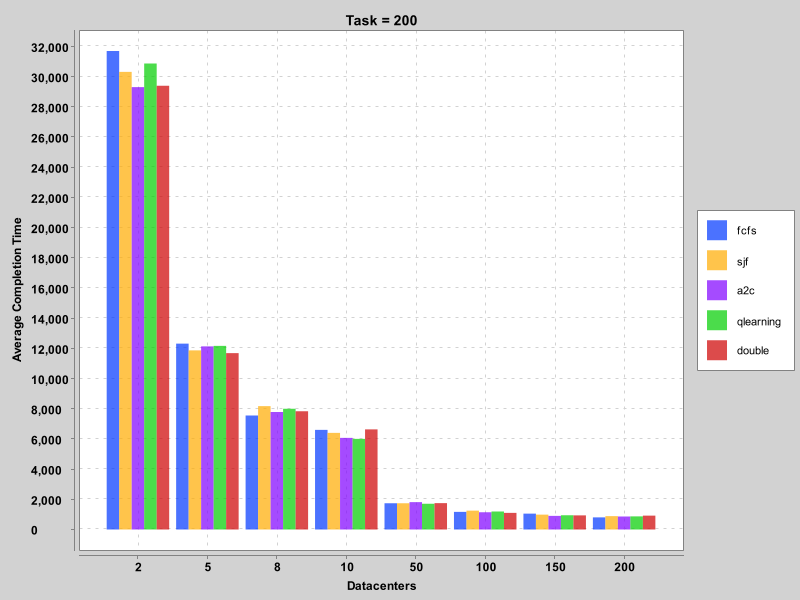 Task = 200
Average Completion Time
32,000
30,000
28,000
26,000
24,000
22,000
20,000
18,000
16,000
14,000
12,000
10,000
8,000
6,000
4,000
2,000
0
2 5 8 10 50 100 150 200
Datacenters
fcfs
sjf
a2c
qlearning
double